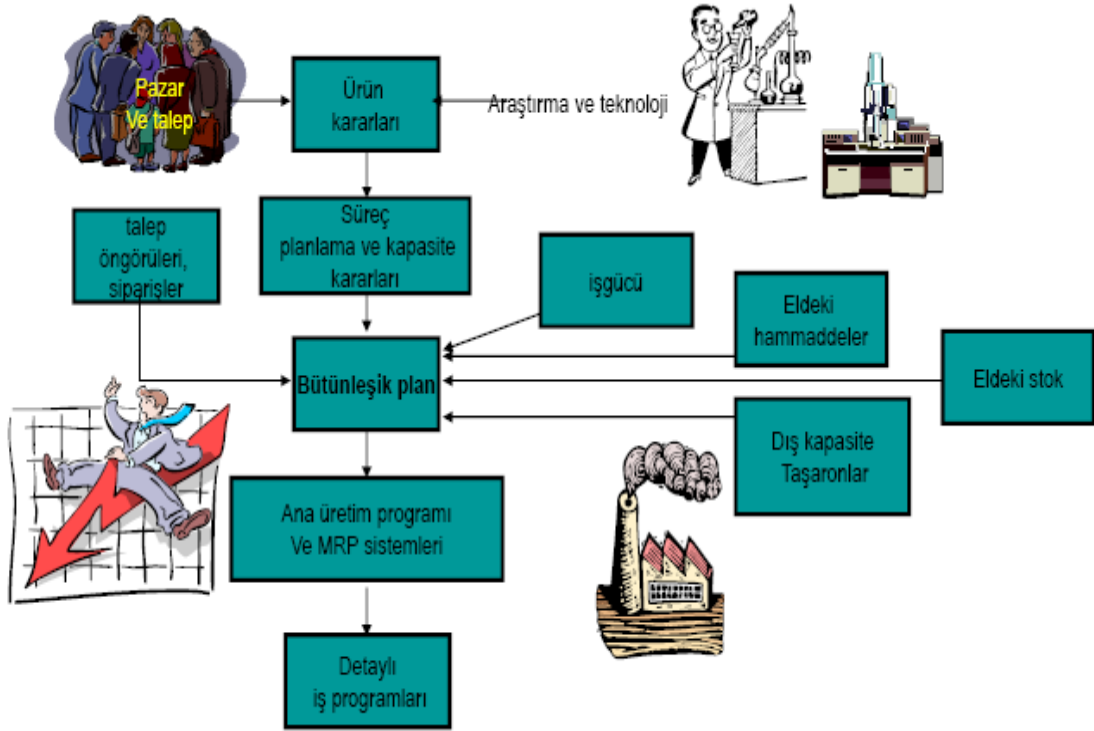 Pazar
Ve talep
Ürün
kararları
Araştırma ve teknoloji
talep
öngörüleri,
siparişler
Süreç
planlama ve kapasite
kararları
işgücü
Eldeki
hammaddeler
Eldeki stok
Bütünleşik plan
Dış kapasite
Taşaronlar
Ana üretim programı
Ve MRP sistemleri
Detaylı
iş programları